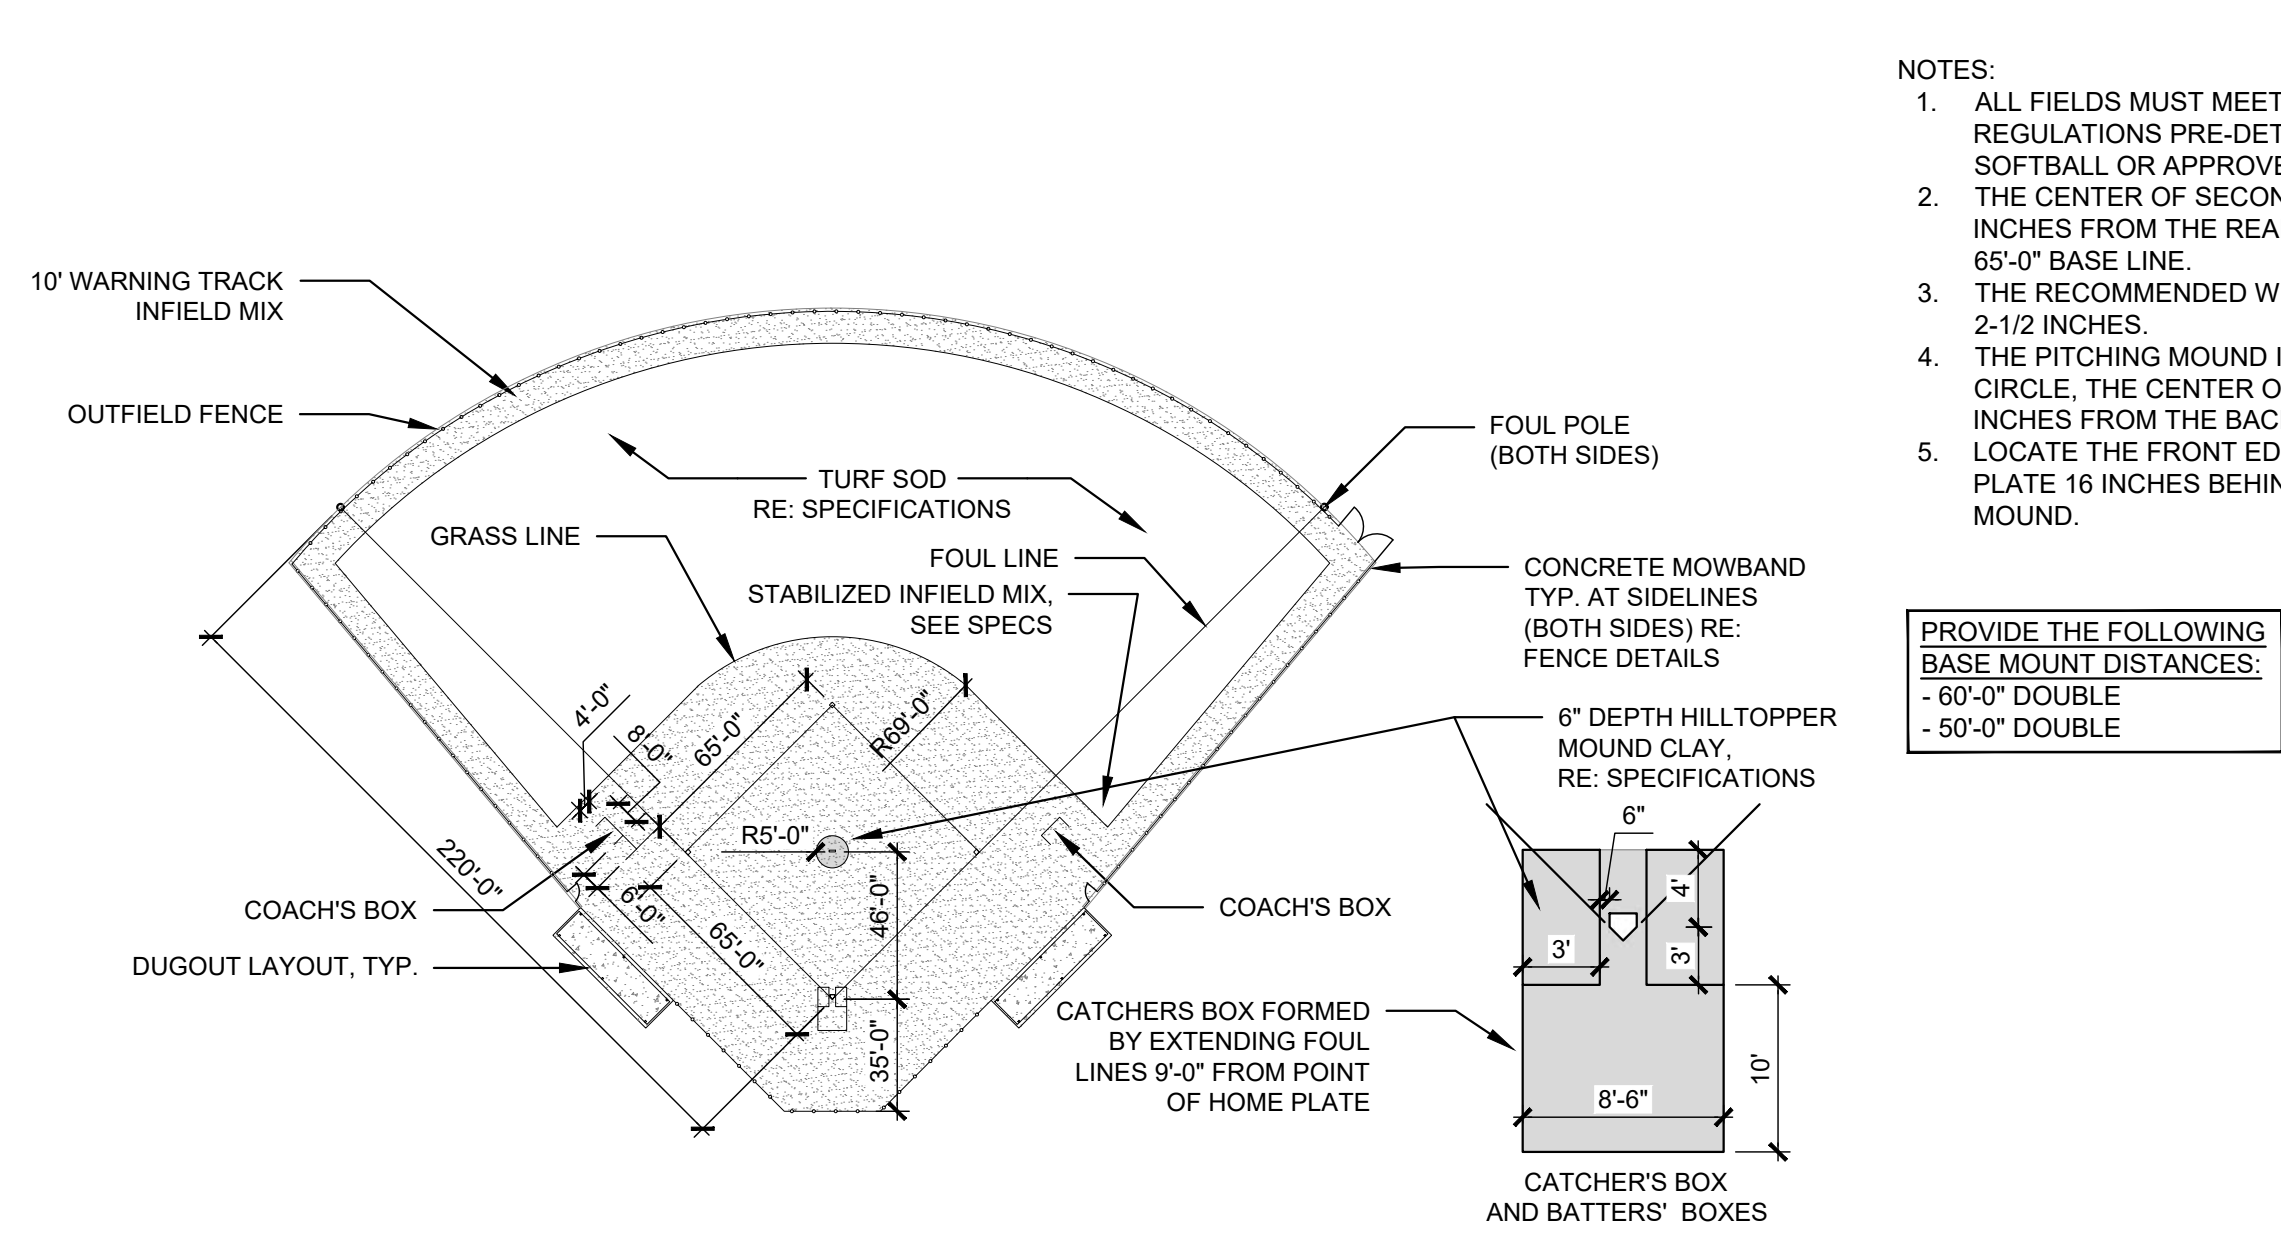 NOTES:
1. ALL FIELDS MUST MEET
REGULATIONS PRE-DET
SOFTBALL OR APPROVE
2. THE CENTER OF SECON
INCHES FROM THE REA
65'-0" BASE LINE.
3. THE RECOMMENDED W
2-1/2 INCHES.
4. THE PITCHING MOUND I
CIRCLE, THE CENTER O
INCHES FROM THE BAC
5. LOCATE THE FRONT ED
PLATE 16 INCHES BEHIN
MOUND.
PROVIDE THE FOLLOWING
BASE MOUNT DISTANCES:
- 60'-0" DOUBLE
- 50'-0" DOUBLE
10' WARNING TRACK
INFIELD MIX
OUTFIELD FENCE
TURF SOD
RE: SPECIFICATIONS
GRASS LINE
FOUL LINE
STABILIZED INFIELD MIX,
SEE SPECS
FOUL POLE
(BOTH SIDES)
CONCRETE MOWBAND
TYP. AT SIDELINES
(BOTH SIDES) RE:
FENCE DETAILS
6" DEPTH HILLTOPPER
MOUND CLAY,
RE: SPECIFICATIONS
4'-0"
8'-0"
65'-0"
R69'-0"
R5'-0"
220'-0"
6'-0"
65'-0"
46'-0"
35'-0"
COACH'S BOX
COACH'S BOX
DUGOUT LAYOUT, TYP.
CATCHERS BOX FORMED
BY EXTENDING FOUL
LINES 9'-0" FROM POINT
OF HOME PLATE
6"
4'
3'
3'
10'
8'-6"
CATCHER'S BOX
AND BATTERS' BOXES